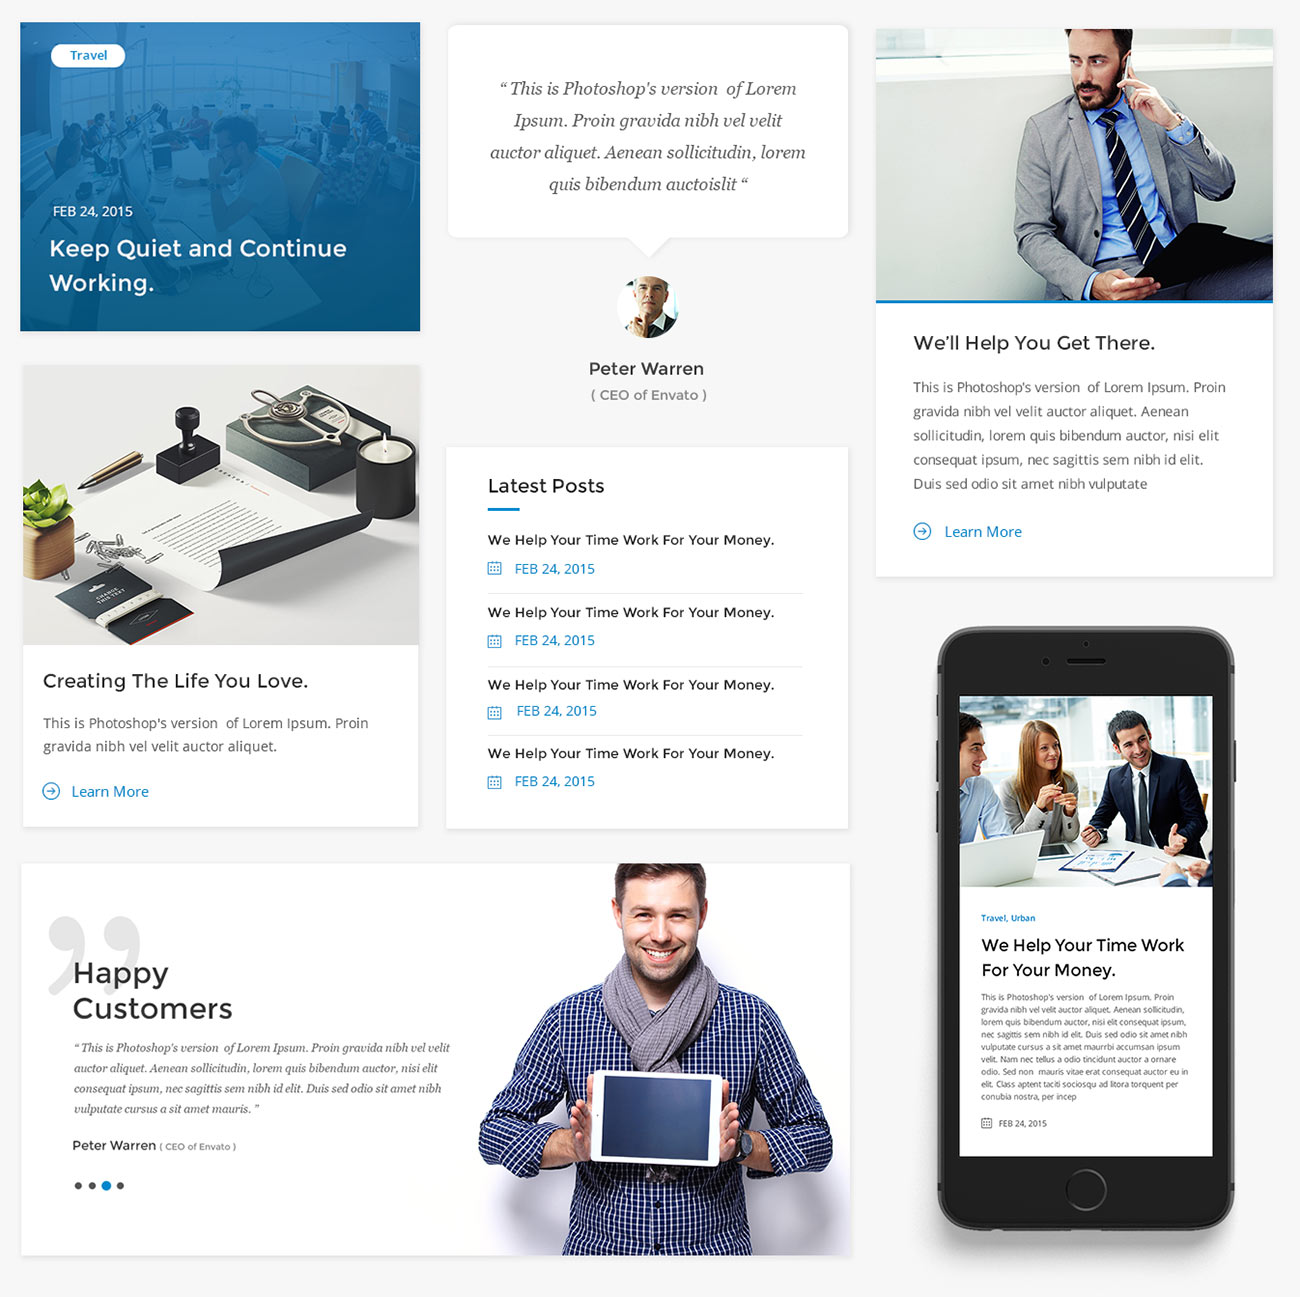 Travel
FEB 24, 2015
Keep Quiet and Continue
Working.
“ This is Photoshop's version of Lorem
Ipsum. Proin gravida nibh vel velit
auctor aliquet. Aenean sollicitudin, lorem
quis bibendum auctoislit “
Peter Warren
( CEO of Envato )
We'll Help You Get There.
This is Photoshop's version of Lorem Ipsum. Proin
gravida nibh vel velit auctor aliquet. Aenean
sollicitudin, lorem quis bibendum auctor, nisi elit
consequat ipsum, nec sagittis sem nibh id elit.
Duis sed odio sit amet nibh vulputate
Learn More
CHANGE
THIS TEXT
Creating The Life You Love.
This is Photoshop's version of Lorem Ipsum. Proin
gravida nibh vel velit auctor aliquet.
Learn More
Latest Posts
We Help Your Time Work For Your Money.
FEB 24, 2015
We Help Your Time Work For Your Money.
FEB 24, 2015
We Help Your Time Work For Your Money.
FEB 24, 2015
We Help Your Time Work For Your Money.
FEB 24, 2015
”
Happy
Customers
“ This is Photoshop's version of Lorem Ipsum. Proin gravida nibh vel velit
auctor aliquet. Aenean sollicitudin, lorem quis bibendum auctor, nisi elit
consequat ipsum, nec sagittis sem nibh id elit. Duis sed odio sit amet nibh
vulputate cursus a sit amet mauris. ”
Peter Warren ( CEO of Envato )
Travel, Urban
We Help Your Time Work
For Your Money.
This is Photoshop's version of Lorem Ipsum. Proin
gravida nibh vel velit auctor aliquet. Aenean sollicitudin,
lorem quis bibendum auctor, nisi elit consequat ipsum,
nec sagittis sem nibh id elit. Duis sed odio sit amet nibh
vulputate cursus a sit amet maurrbi accumsan ipsum
velit. Nam nec tellus a odio tincidunt auctor a ornare
odio. Sed non mauris vitae erat consequat auctor eu in
elit. Class aptent taciti sociosqu ad litora torquent per
conubia nostra, per incep
FEB 24, 2015